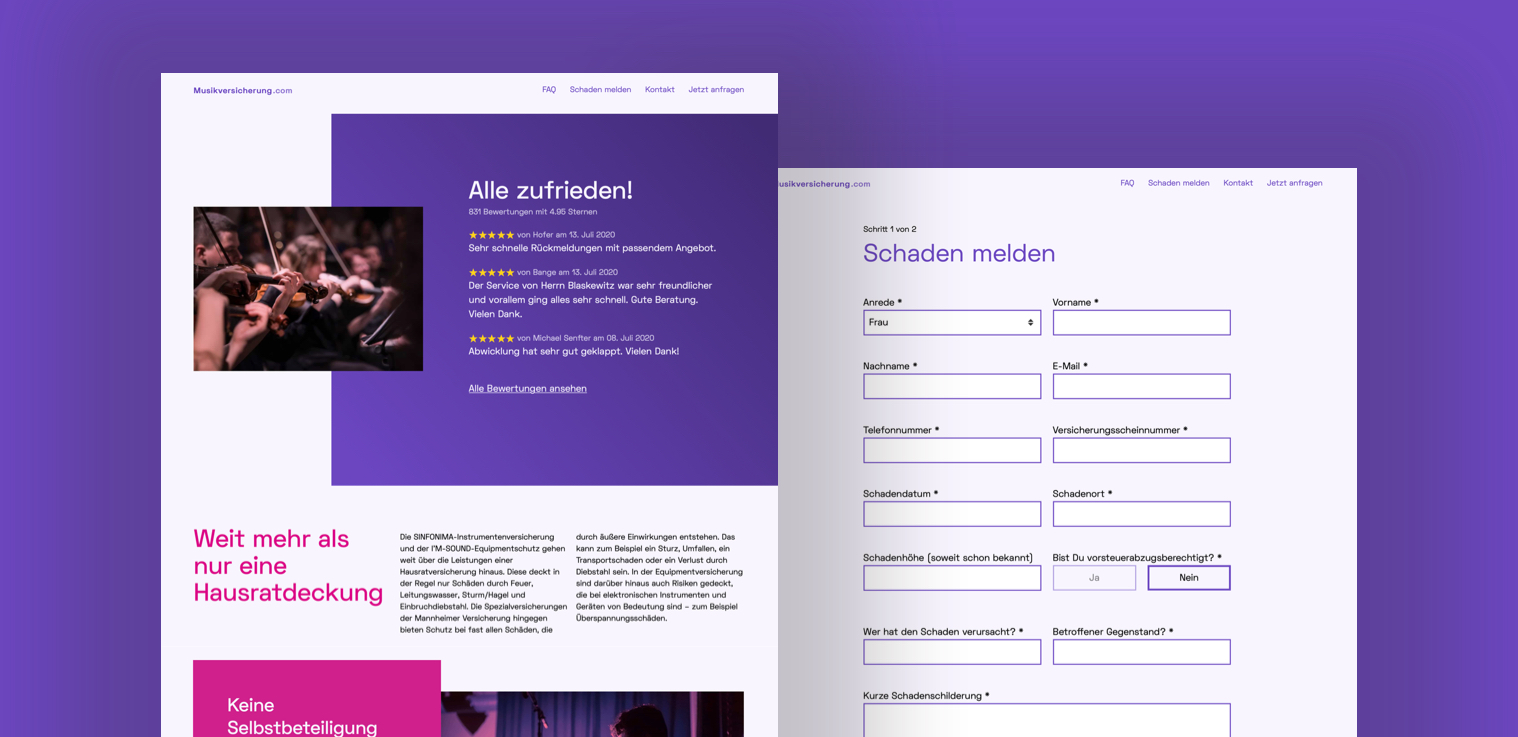 Musikversicherung.com
FAQ Schaden melden Kontakt Jetzt anfragen
Alle zufrieden!
831 Bewertungen mit 4.95 Sternen
★★★★★ von Hofer am 13. Juli 2020
Sehr schnelle Rückmeldungen mit passendem Angebot.
★★★★★ von Bange am 13. Juli 2020
Der Service von Herrn Blaskewitz war sehr freundlicher
und vorallem ging alles sehr schnell. Gute Beratung.
Vielen Dank.
★★★★★ von Michael Senfter am 08. Juli 2020
Abwicklung hat sehr gut geklappt. Vielen Dank!
Alle Bewertungen ansehen
Weit mehr als
nur eine
Hausratdeckung
Die SINFONIMA-Instrumentenversicherung
und der I'M-SOUND-Equipmentschutz gehen
weit über die Leistungen einer
Hausratversicherung hinaus. Diese deckt in
der Regel nur Schäden durch Feuer,
Leitungswasser, Sturm/Hagel und
Einbruchdiebstahl. Die Spezialversicherungen
der Mannheimer Versicherung hingegen
bieten Schutz bei fast allen Schäden, die
durch äußere Einwirkungen entstehen. Das
kann zum Beispiel ein Sturz, Umfallen, ein
Transportschaden oder ein Verlust durch
Diebstahl sein. In der Equipmentversicherung
sind darüber hinaus auch Risiken gedeckt,
die bei elektronischen Instrumenten und
Geräten von Bedeutung sind – zum Beispiel
Überspannungsschäden.
Keine
Selbstbeteiligung
usikversicherung.com
FAQ Schaden melden Kontakt Jetzt anfragen
Schritt 1 von 2
Schaden melden
Anrede * Vorname *
Frau
Nachname * E-Mail *
Telefonnummer * Versicherungsscheinnummer *
Schadendatum * Schadenort *
Schadenhöhe (soweit schon bekannt) Bist Du vorsteuerabzugsberechtigt? *
Ja Nein
Wer hat den Schaden verursacht? * Betroffener Gegenstand? *
Kurze Schadenschilderung *